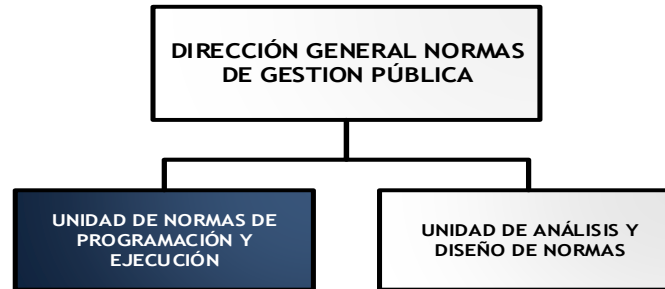 DIRECCIÓN GENERAL NORMAS
DE GESTION PÚBLICA
UNIDAD DE NORMAS DE
PROGRAMACIÓN Y
EJECUCIÓN
UNIDAD DE ANÁLISIS Y
DISEÑO DE NORMAS